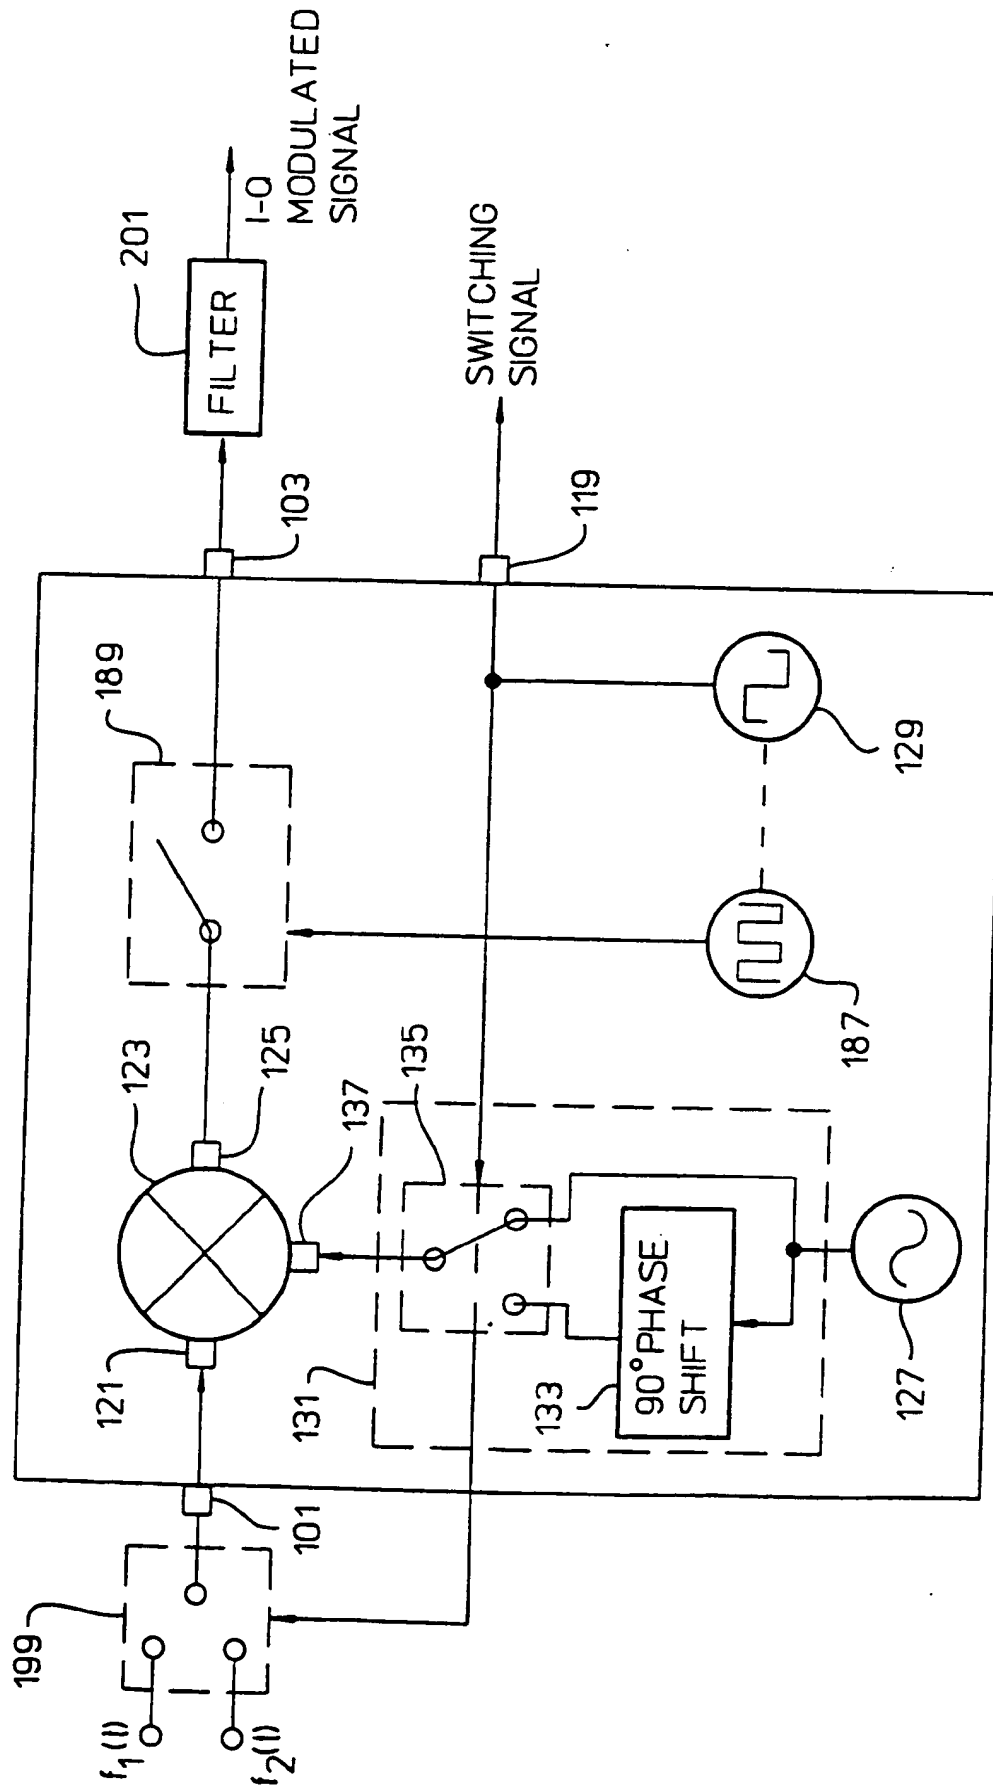 f1(l)
f2(l)
199
101
121
123
125
137
135
131
133
90° PHASE
SHIFT
127
187
129
189
103
119
201
FILTER
I-Q
MODULATED
SIGNAL
SWITCHING
SIGNAL